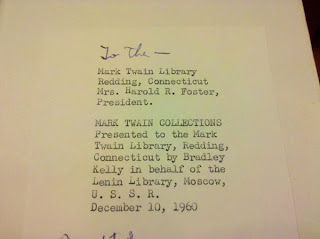 To the —
Mark Twain Library
Redding, Connecticut
Mrs. Harold R. Foster,
President.
MARK TWAIN COLLECTIONS
Presented to the Mark
Twain Library, Redding,
Connecticut by Bradley
Kelly in behalf of the
Lenin Library, Moscow,
U. S. S. R.
December 10, 1960